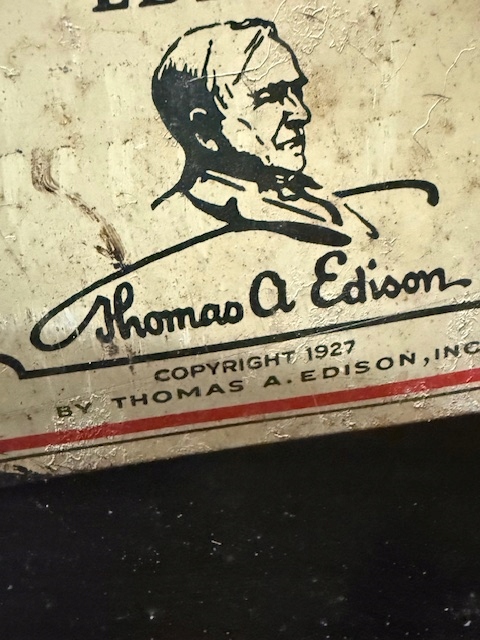 Thomas A Edison
COPYRIGHT 1927
BY THOMAS A. EDISON, INC